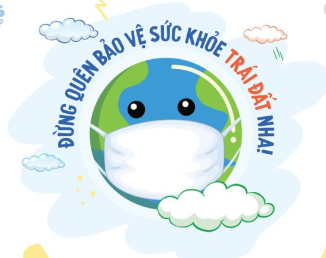 ĐỪNG QUÊN BẢO VỆ SỨC KHỎE TRÁI ĐẤT NHA!